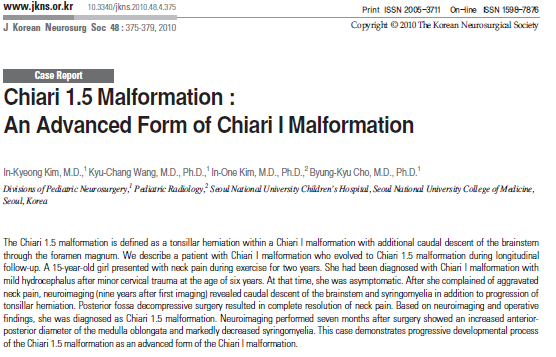 www.jkns.or.kr 10.3340/jkns.2010.48.4.375 Print ISSN 2005-3711 On-line ISSN 1598-7876
J Korean Neurosurg Soc 48 : 375-379, 2010 Copyright © 2010 The Korean Neurosurgical Society
Case Report
Chiari 1.5 Malformation :
An Advanced Form of Chiari I Malformation
In-Kyeong Kim, M.D.,1 Kyu-Chang Wang, M.D., Ph.D.,1 In-One Kim, M.D., Ph.D.,2 Byung-Kyu Cho, M.D., Ph.D.1
Divisions of Pediatric Neurosurgery,1 Pediatric Radiology,2 Seoul National University Children's Hospital, Seoul National University College of Medicine,
Seoul, Korea
The Chiari 1.5 malformation is defined as a tonsillar herniation within a Chiari I malformation with additional caudal descent of the brainstem
through the foramen magnum. We describe a patient with Chiari I malformation who evolved to Chiari 1.5 malformation during longitudinal
follow-up. A 15-year-old girl presented with neck pain during exercise for two years. She had been diagnosed with Chiari I malformation with
mild hydrocephalus after minor cervical trauma at the age of six years. At that time, she was asymptomatic. After she complained of aggravated
neck pain, neuroimaging (nine years after first imaging) revealed caudal descent of the brainstem and syringomyelia in addition to progression of
tonsillar herniation. Posterior fossa decompressive surgery resulted in complete resolution of neck pain. Based on neuroimaging and operative
findings, she was diagnosed as Chiari 1.5 malformation. Neuroimaging performed seven months after surgery showed an increased anterior-
posterior diameter of the medulla oblongata and markedly decreased syringomyelia. This case demonstrates progressive developmental process
of the Chiari 1.5 malformation as an advanced form of the Chiari I malformation.